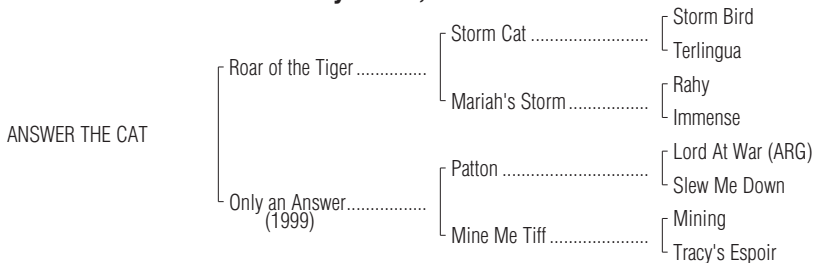 Storm Bird
Storm Cat ..........................
Terlingua
Roar of the Tiger ...............
Rahy
Mariah's Storm .................
Immense
ANSWER THE CAT
Lord At War (ARG)
Patton ................................
Slew Me Down
Only an Answer.................
(1999)
Mining
Mine Me Tiff ......................
Tracy's Espoir